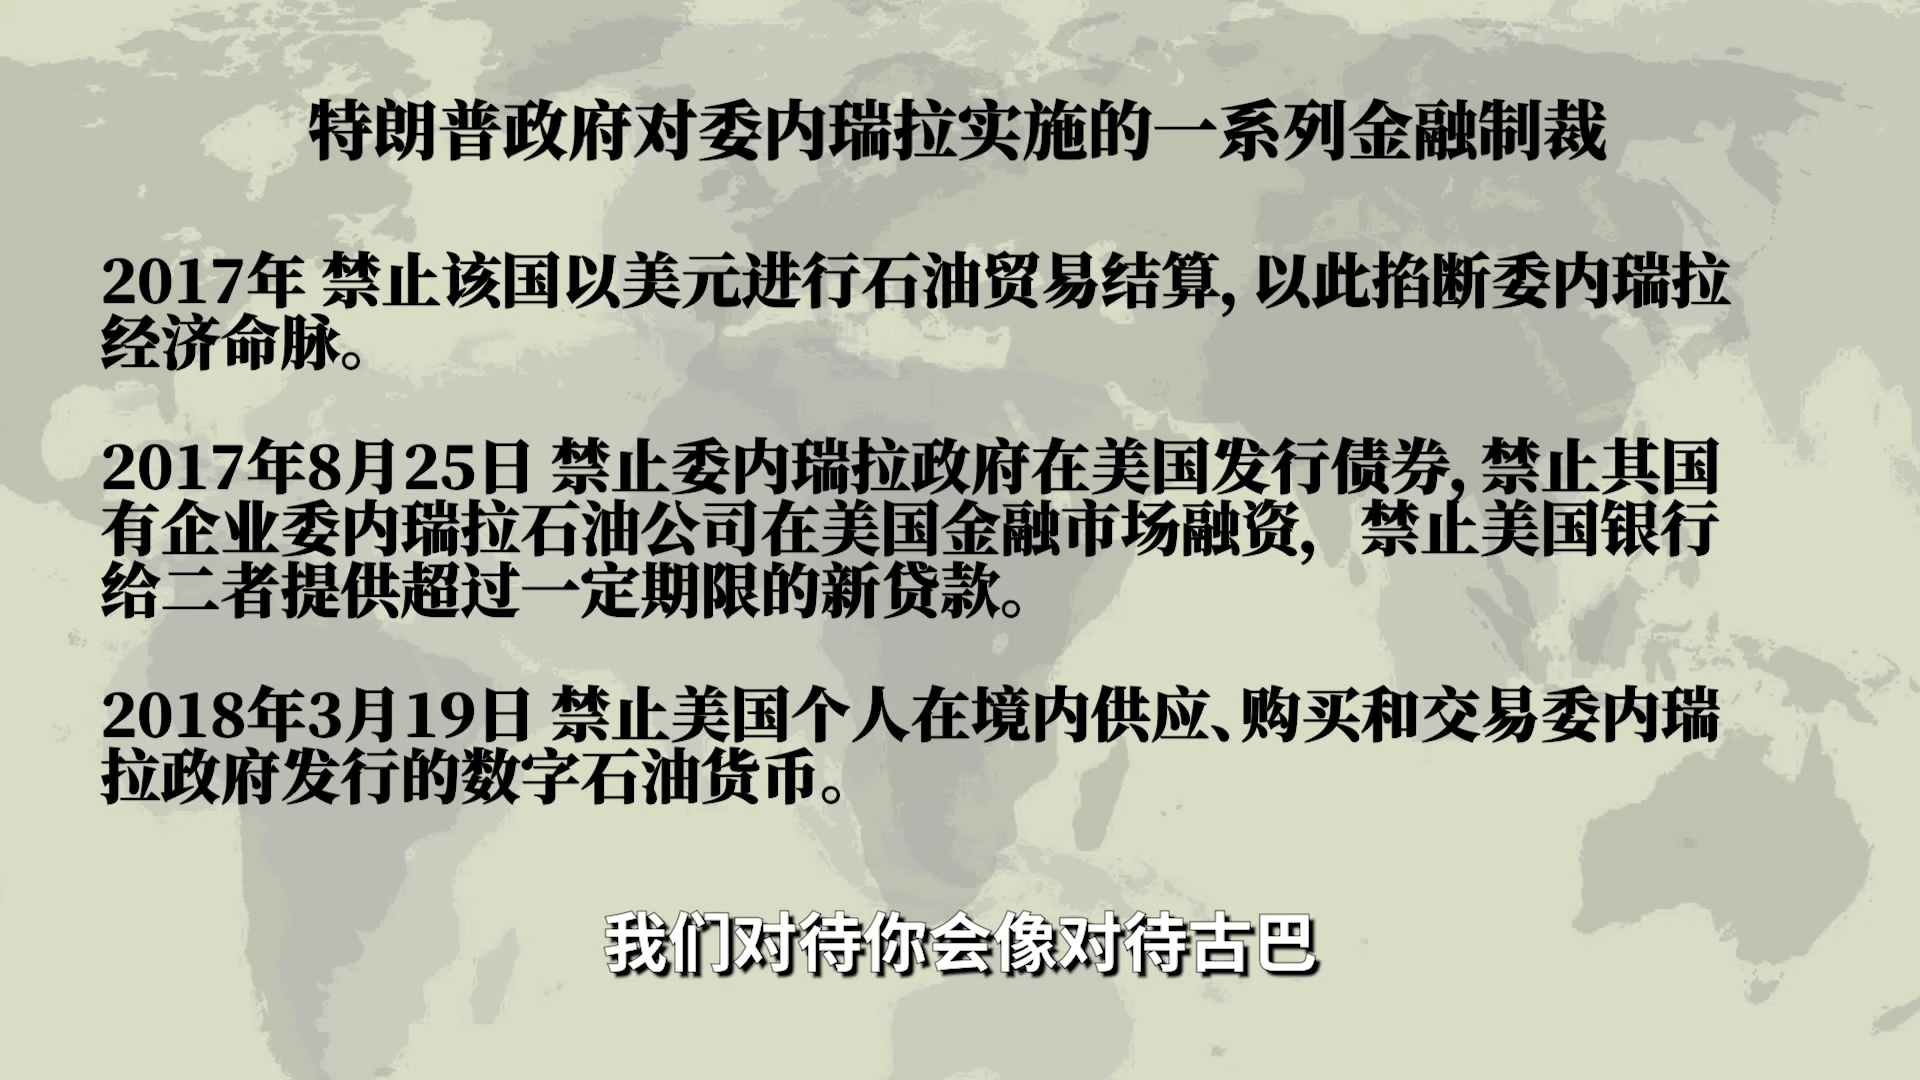 特朗普政府对委内瑞拉实施的一系列金融制裁
2017年 禁止该国以美元进行石油贸易结算, 以此掐断委内瑞拉
经济命脉。
2017年8月25日 禁止委内瑞拉政府在美国发行债券, 禁止其国
有企业委内瑞拉石油公司在美国金融市场融资, 禁止美国银行
给二者提供超过一定期限的新贷款。
2018年3月19日 禁止美国个人在境内供应、购买和交易委内瑞
拉政府发行的数字石油货币。
我们对待你会像对待古巴